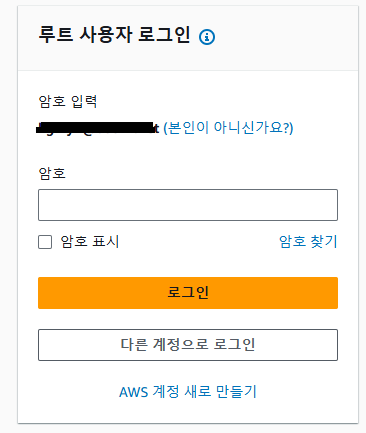 루트 사용자 로그인
암호 입력
(본인이 아니신가요?)
암호
암호 표시
암호 찾기
로그인
다른 계정으로 로그인
AWS 계정 새로 만들기